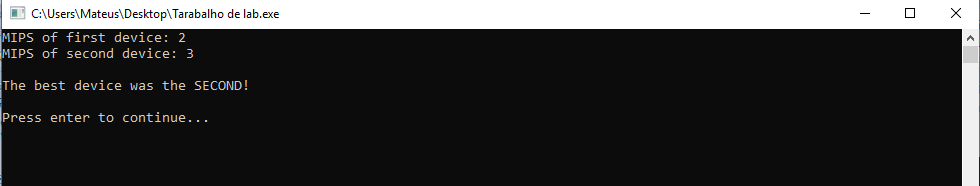 C:\Users\Mateus\Desktop\Tarabalho de lab.exe
MIPS of first device: 2
MIPS of second device: 3
The best device was the SECOND!
Press enter to continue...